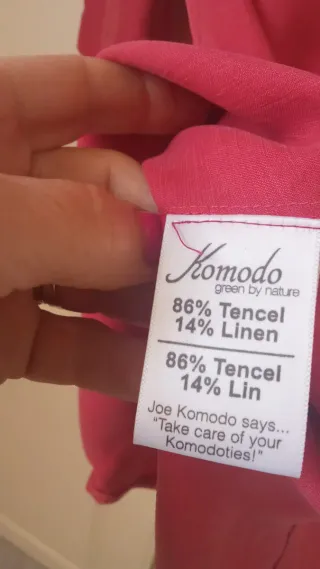 Komodo
green by nature
86% Tencel
14% Linen
86% Tencel
14% Lin
Joe Komodo says...
"Take care of your
Komodoties!"